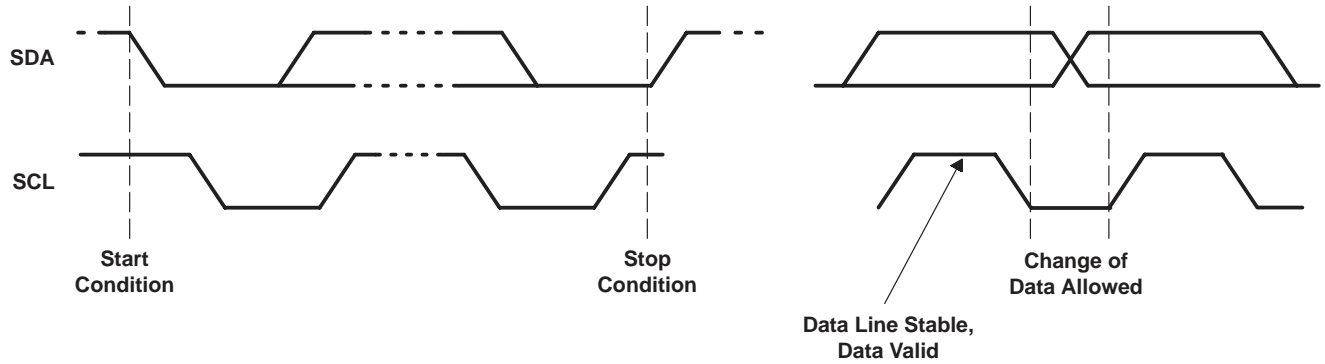 SDA
SCL
Start
Condition
Stop
Condition
Change of
Data Allowed
Data Line Stable,
Data Valid